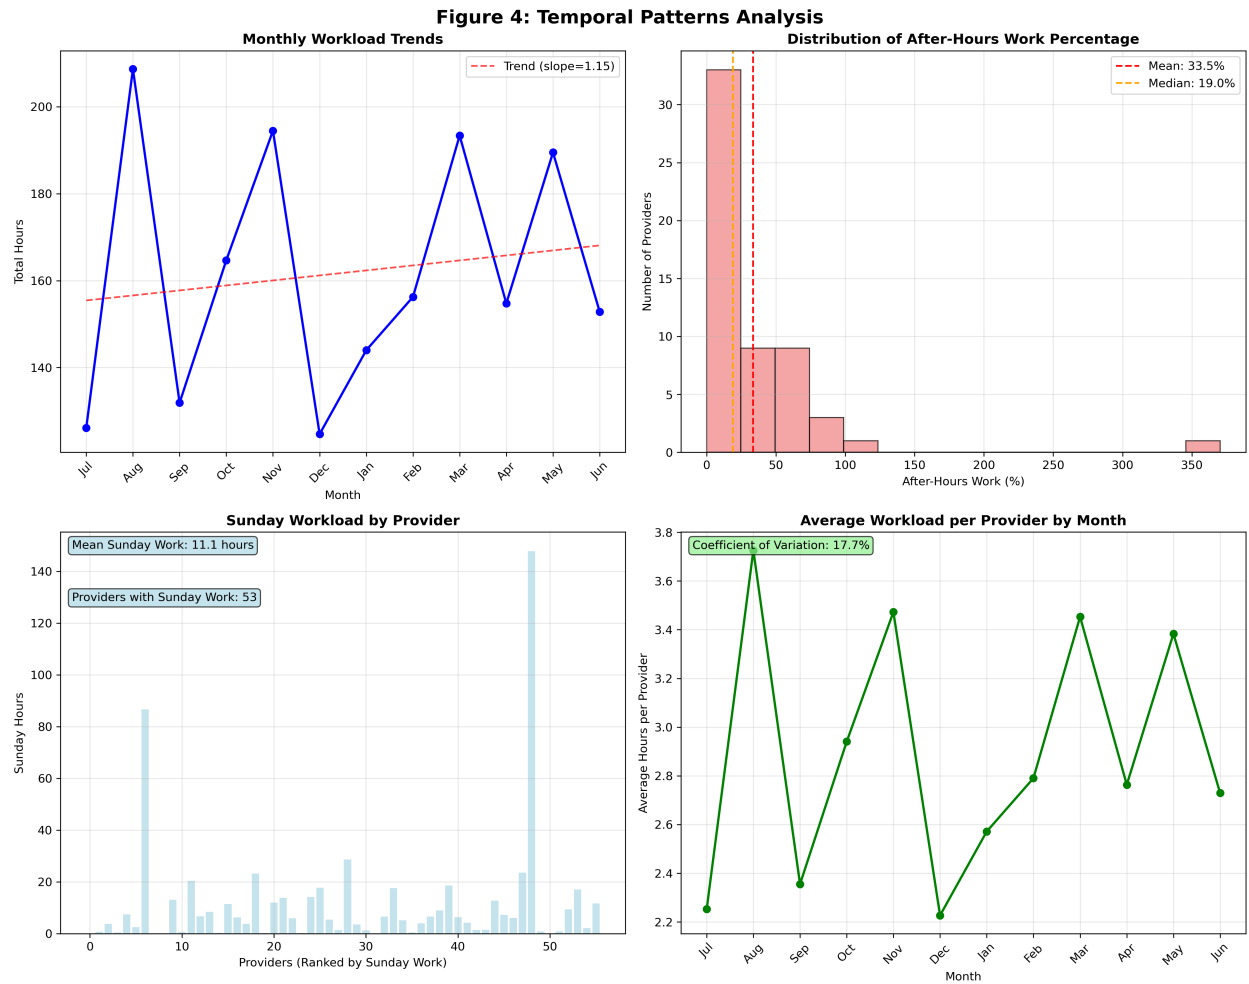 Figure 4: Temporal Patterns Analysis
Monthly Workload Trends
Trend (slope=1.15)
200
180
160
140
Total Hours
Jul
Aug
Sep
Oct
Nov
Dec
Jan
Feb
Mar
Apr
May
Jun
Month
Distribution of After-Hours Work Percentage
Mean: 33.5%
Median: 19.0%
30
25
20
15
10
5
0
Number of Providers
0
50
100
150
200
250
300
350
After-Hours Work (%)
Sunday Workload by Provider
Mean Sunday Work: 11.1 hours
Providers with Sunday Work: 53
140
120
100
80
60
40
20
0
Sunday Hours
0
10
20
30
40
50
Providers (Ranked by Sunday Work)
Average Workload per Provider by Month
Coefficient of Variation: 17.7%
3.8
3.6
3.4
3.2
3.0
2.8
2.6
2.4
2.2
Average Hours per Provider
Jul
Aug
Sep
Oct
Nov
Dec
Jan
Feb
Mar
Apr
May
Jun
Month